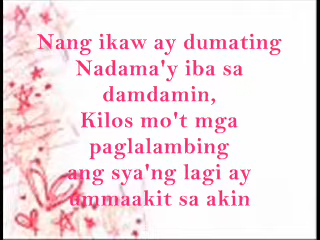 Nang ikaw ay dumating
Nadama'y iba sa
damdamin,
Kilos mo't mga
paglalambing
ang sya'ng lagi ay
ummaakit sa akin